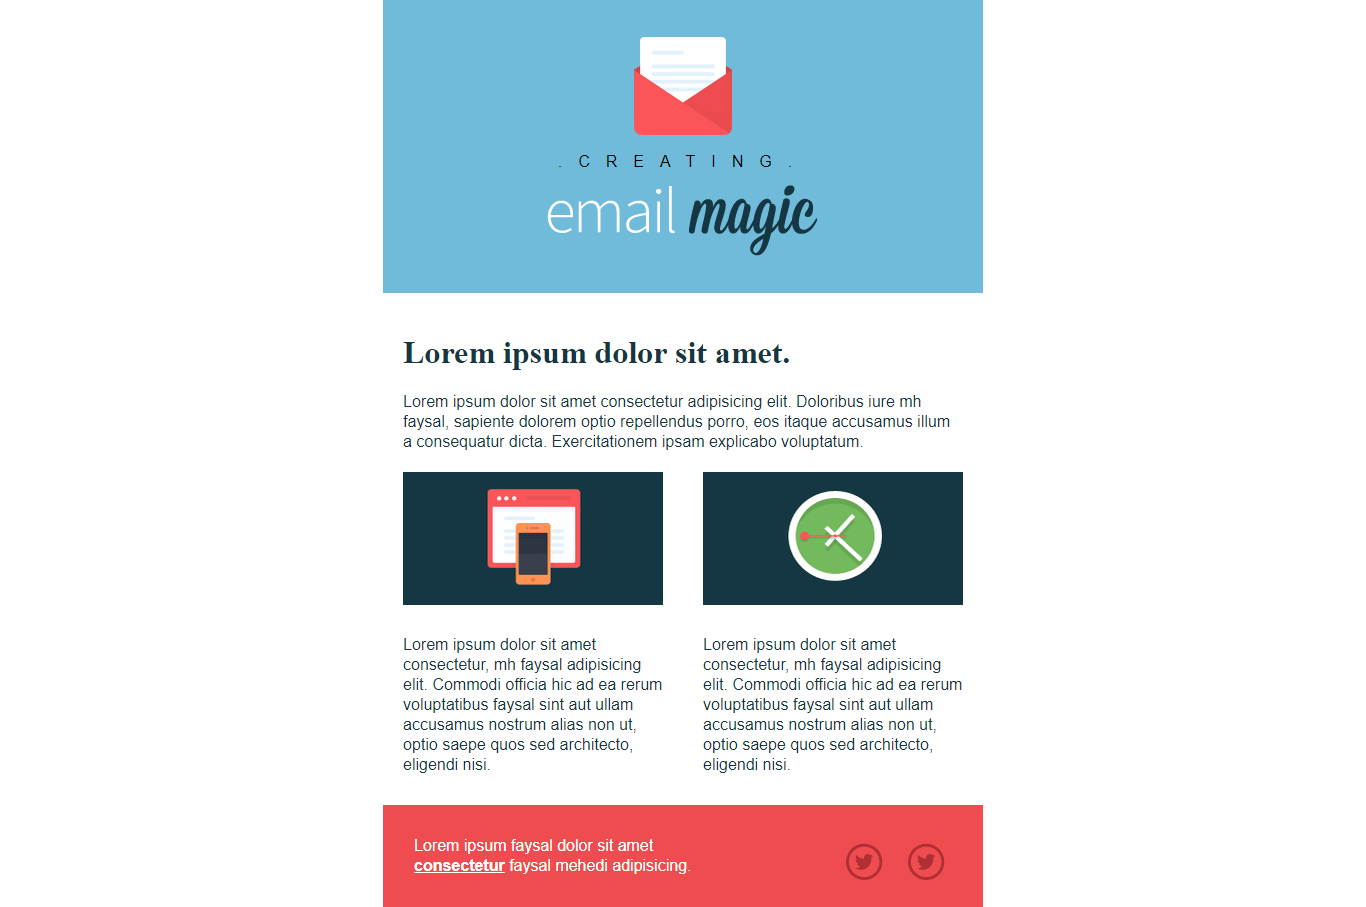 . C R E A T I N G .
email magic
Lorem ipsum dolor sit amet.
Lorem ipsum dolor sit amet consectetur adipisicing elit. Doloribus iure mh
faysal, sapiente dolorem optio repellendus porro, eos itaque accusamus illum
a consequatur dicta. Exercitationem ipsam explicabo voluptatum.
Lorem ipsum dolor sit amet
consectetur, mh faysal adipisicing
elit. Commodi officia hic ad ea rerum
voluptatibus faysal sint aut ullam
accusamus nostrum alias non ut,
optio saepe quos sed architecto,
eligendi nisi.
Lorem ipsum dolor sit amet
consectetur, mh faysal adipisicing
elit. Commodi officia hic ad ea rerum
voluptatibus faysal sint aut ullam
accusamus nostrum alias non ut,
optio saepe quos sed architecto,
eligendi nisi.
Lorem ipsum faysal dolor sit amet
consectetur faysal mehedi adipisicing.